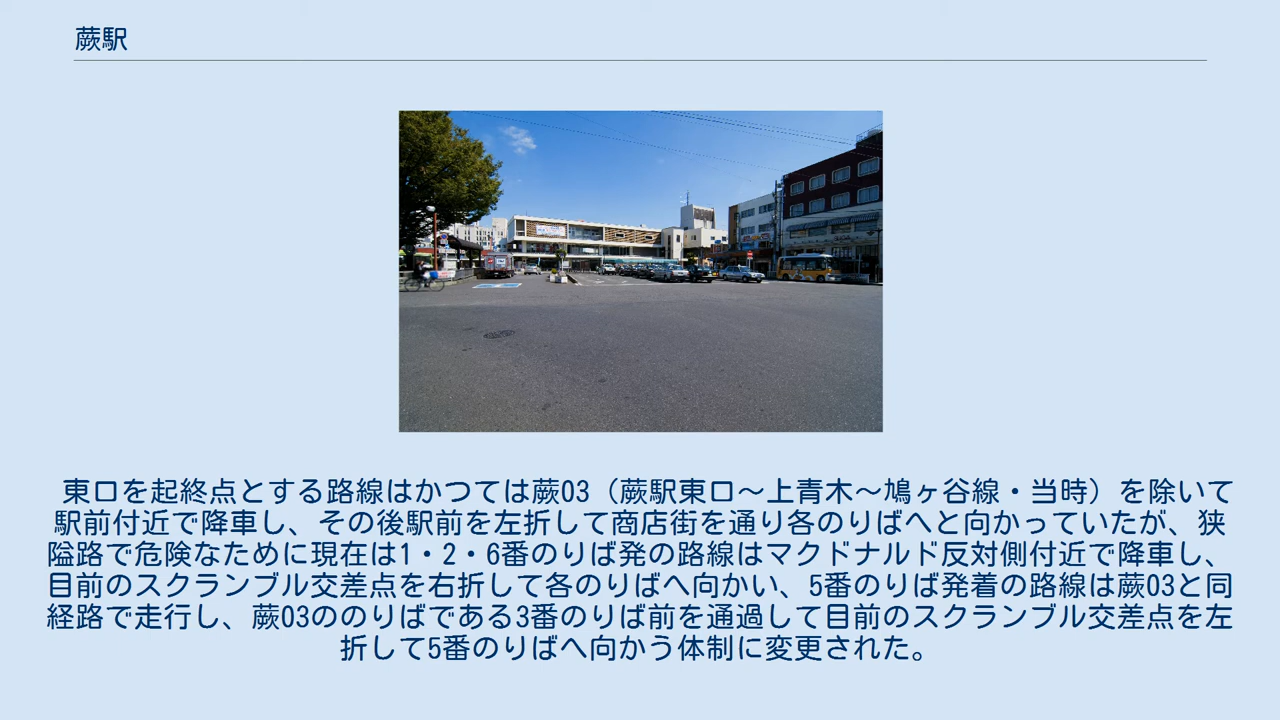 蕨駅
東口を起終点とする路線はかつては蕨03（蕨駅東口～上青木～鳩ヶ谷線・当時）を除いて
駅前付近で降車し、その後駅前を左折して商店街を通り各のりばへと向かっていたが、狭
隘路で危険なために現在は1・2・6番のりば発の路線はマクドナルド反対側付近で降車し、
目前のスクランブル交差点を右折して各のりばへ向かい、5番のりば発着の路線は蕨03と同
経路で走行し、蕨03ののりばである3番のりば前を通過して目前のスクランブル交差点を左
折して5番のりばへ向かう体制に変更された。